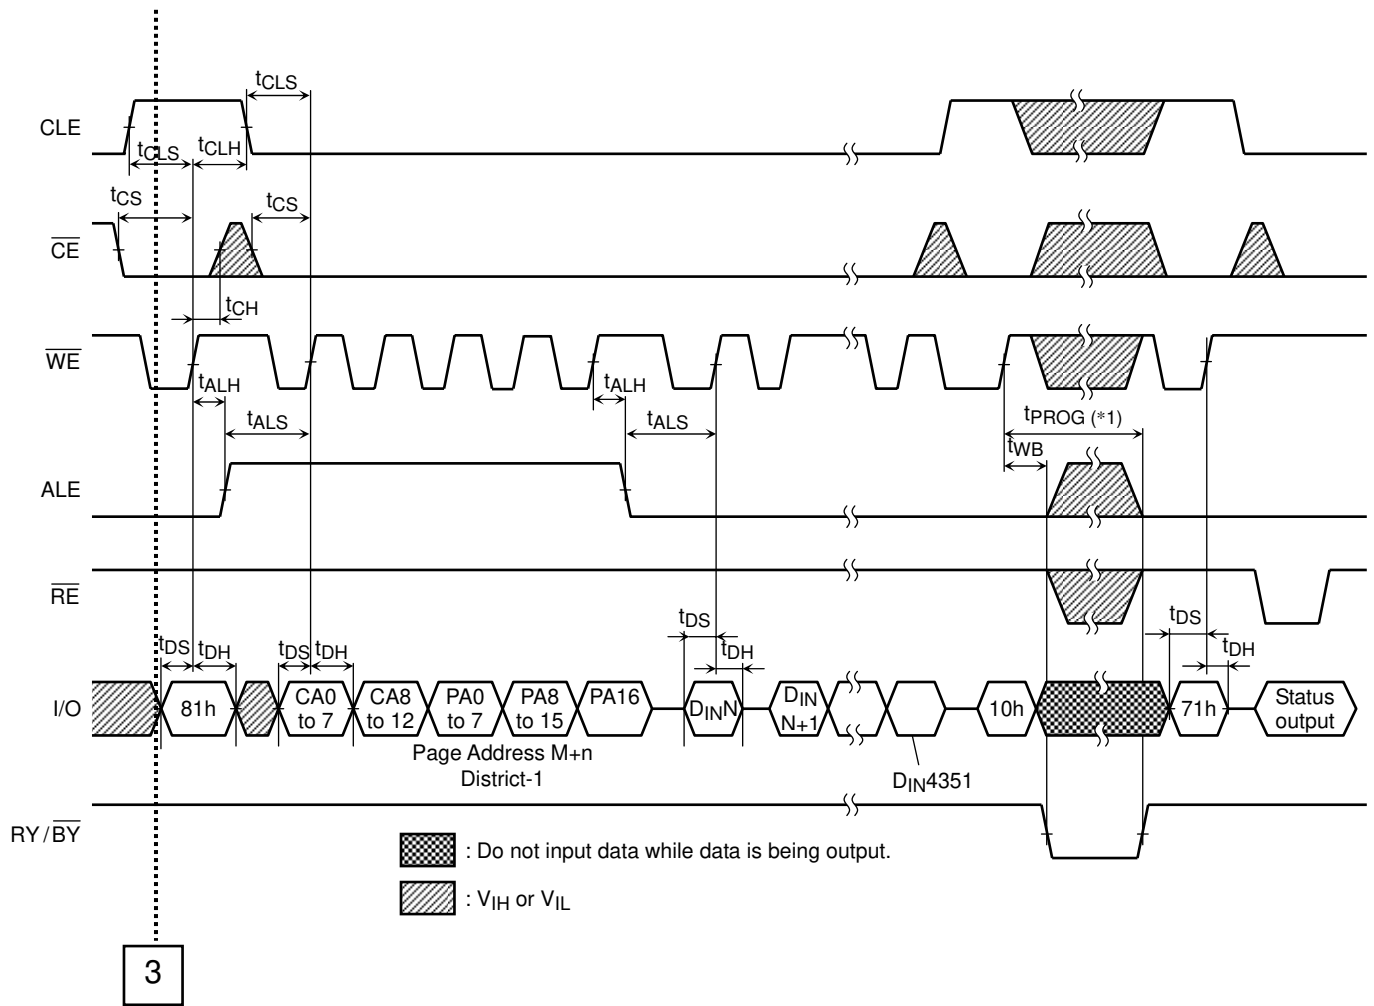 tCLS
CLE
tCLS
tCLH
tCS
tCS
CE
tCH
WE
tALH
tALH
tALS
tALS
tPROG (*1)
tWB
ALE
RE
tDS
tDH
tDS
tDH
tDS
tDH
tDS
tDH
I/O
81h
CA0 to 7
CA8 to 12
PA0 to 7
PA8 to 15
PA16
DINN
DIN N+1
10h
71h
Status output
Page Address M+n
District-1
DIN4351
RY/BY
: Do not input data while data is being output.
: VIH or VIL
3